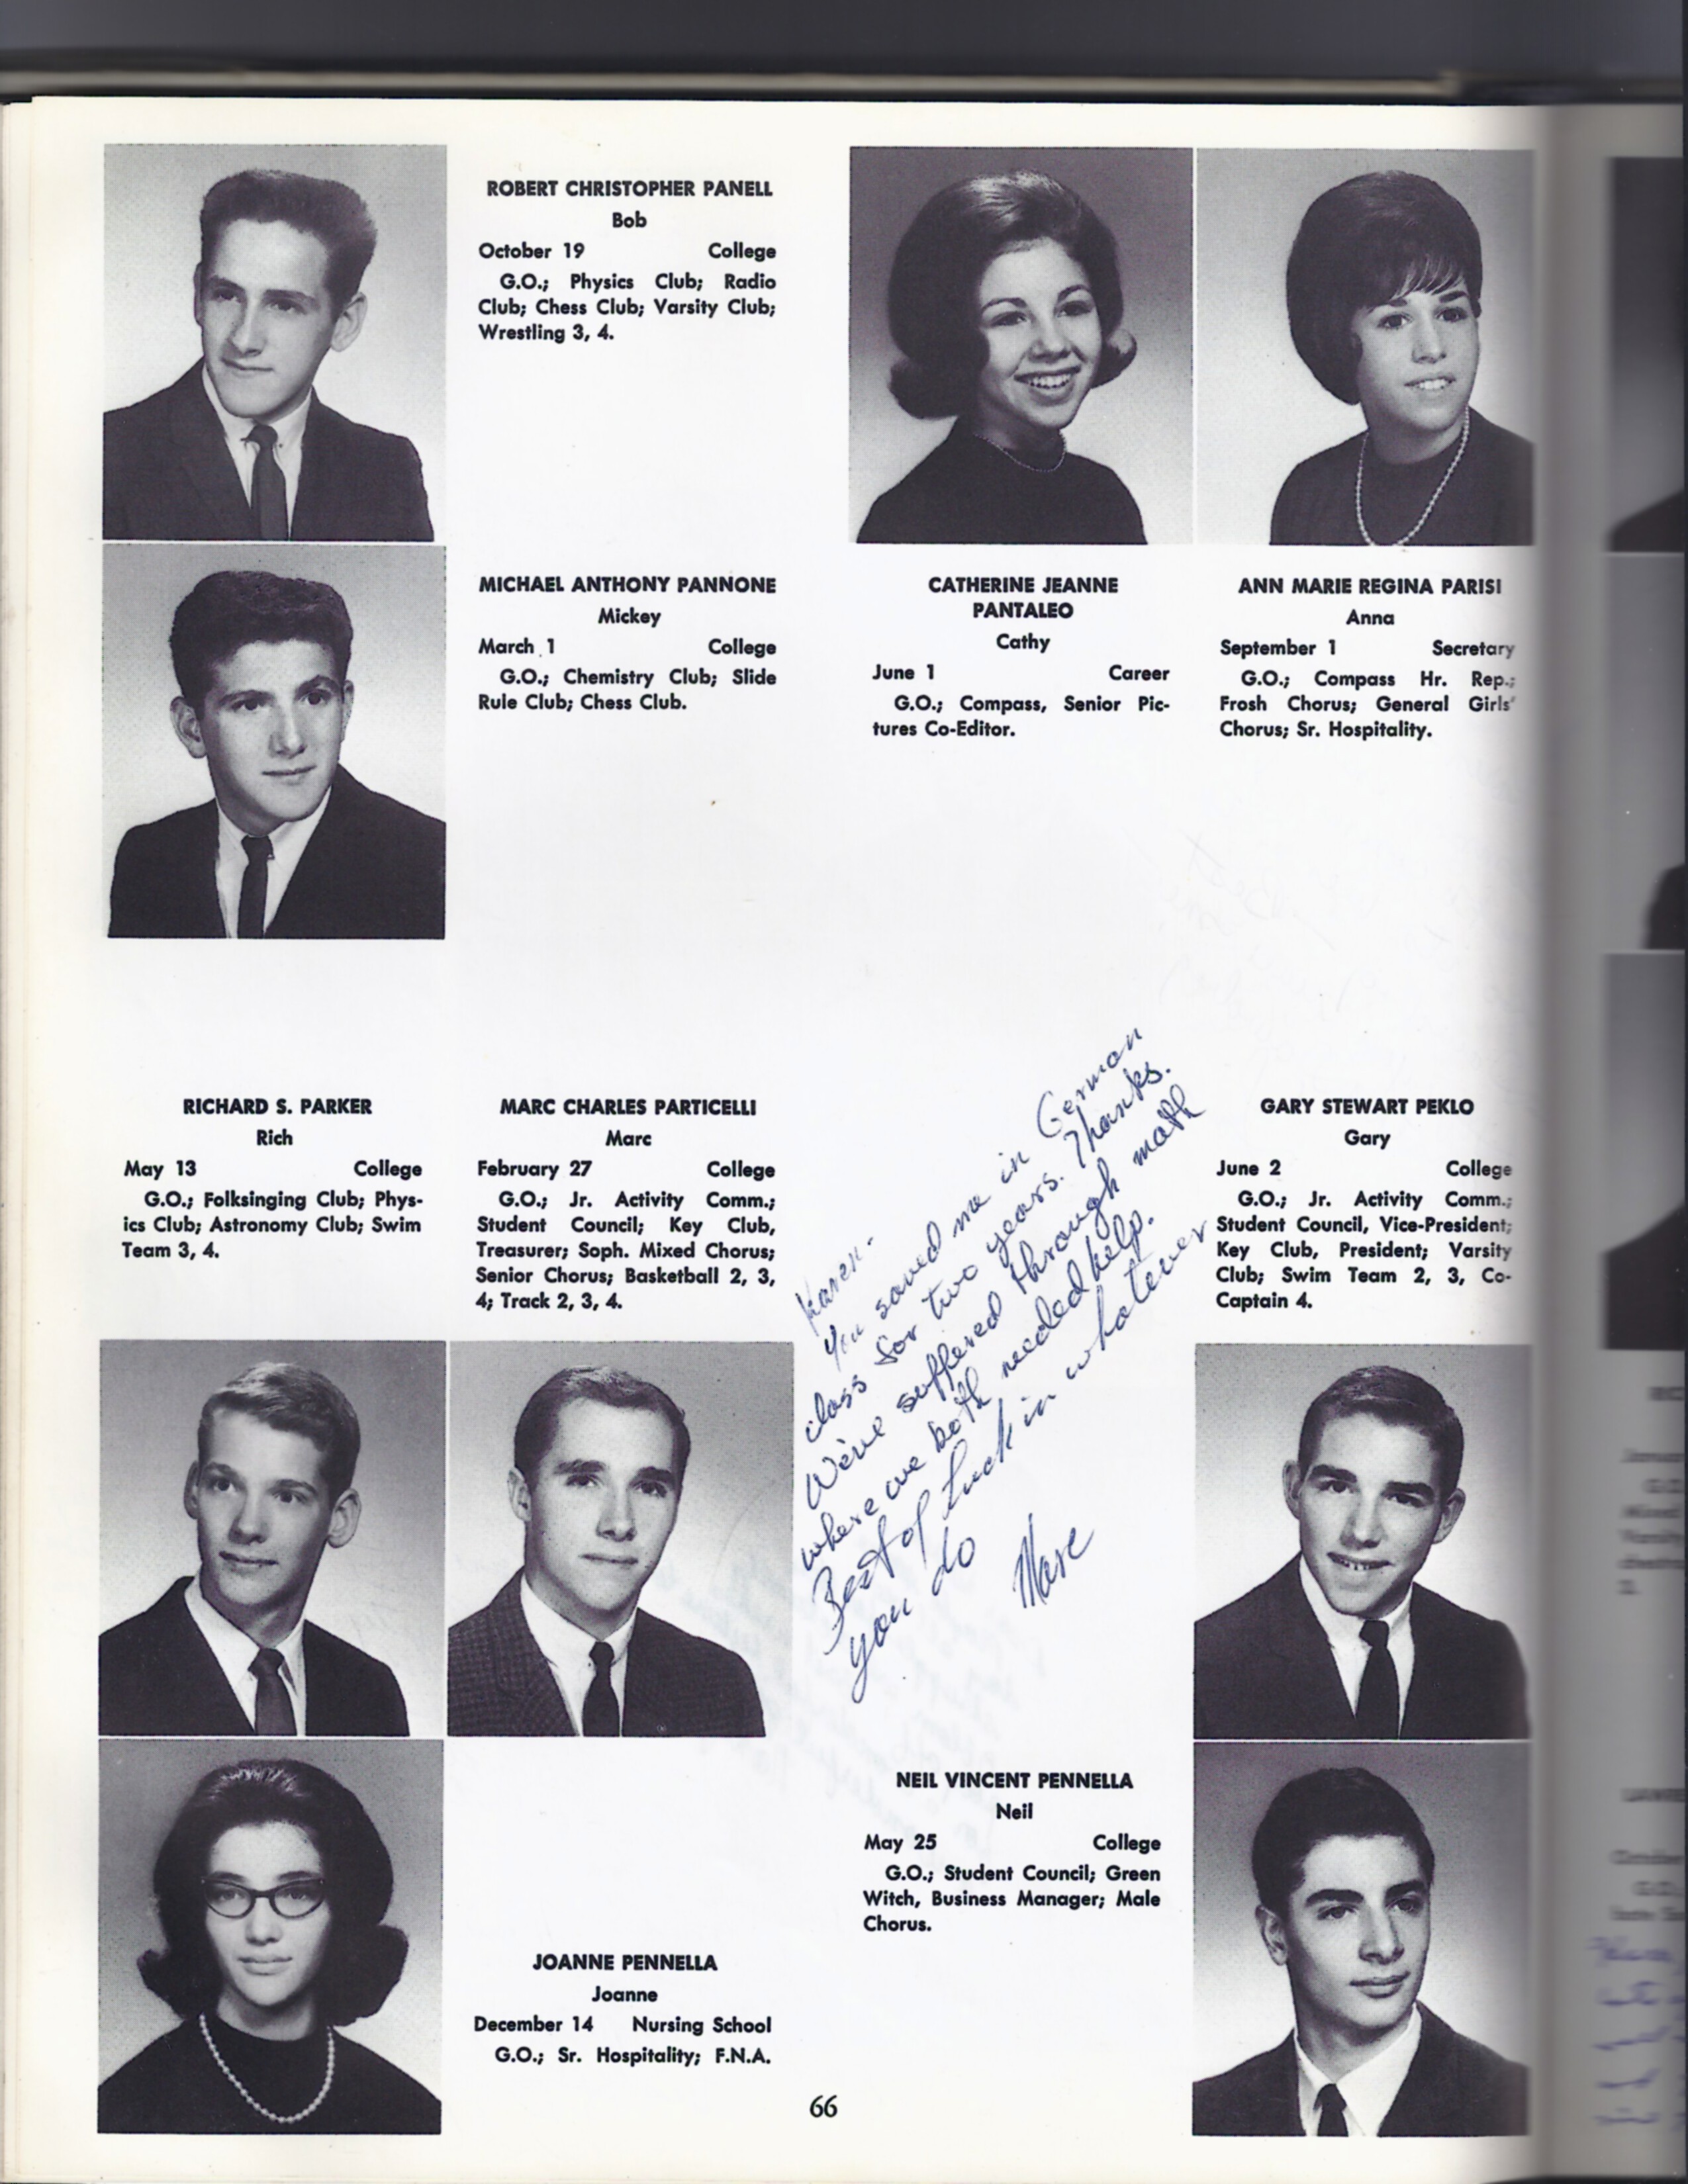 ROBERT CHRISTOPHER PANELL
Bob
October 19 College
G.O.; Physics Club; Radio
Club; Chess Club; Varsity Club;
Wrestling 3, 4.
MICHAEL ANTHONY PANNONE
Mickey
March 1 College
G.O.; Chemistry Club; Slide
Rule Club; Chess Club.
CATHERINE JEANNE
PANTALEO
Cathy
June 1 Career
G.O.; Compass, Senior Pic-
tures Co-Editor.
ANN MARIE REGINA PARISI
Anna
September 1 Secretary
G.O.; Compass Hr. Rep.;
Frosh Chorus; General Girls'
Chorus; Sr. Hospitality.
RICHARD S. PARKER
Rich
May 13 College
G.O.; Folksinging Club; Phys-
ics Club; Astronomy Club; Swim
Team 3, 4.
MARC CHARLES PARTICELLI
Marc
February 27 College
G.O.; Jr. Activity Comm.;
Student Council; Key Club,
Treasurer; Soph. Mixed Chorus;
Senior Chorus; Basketball 2, 3,
4; Track 2, 3, 4.
Karen.
You saved me in German
class for two years. Thanks.
We've suffered through math
where we both needed help.
Best of luck in whatever
you do
Marc
GARY STEWART PEKLO
Gary
June 2 College
G.O.; Jr. Activity Comm.;
Student Council, Vice-President;
Key Club, President; Varsity
Club; Swim Team 2, 3, Co-
Captain 4.
JOANNE PENNELLA
Joanne
December 14 Nursing School
G.O.; Sr. Hospitality; F.N.A.
NEIL VINCENT PENNELLA
Neil
May 25 College
G.O.; Student Council; Green
Witch, Business Manager; Male
Chorus.
66